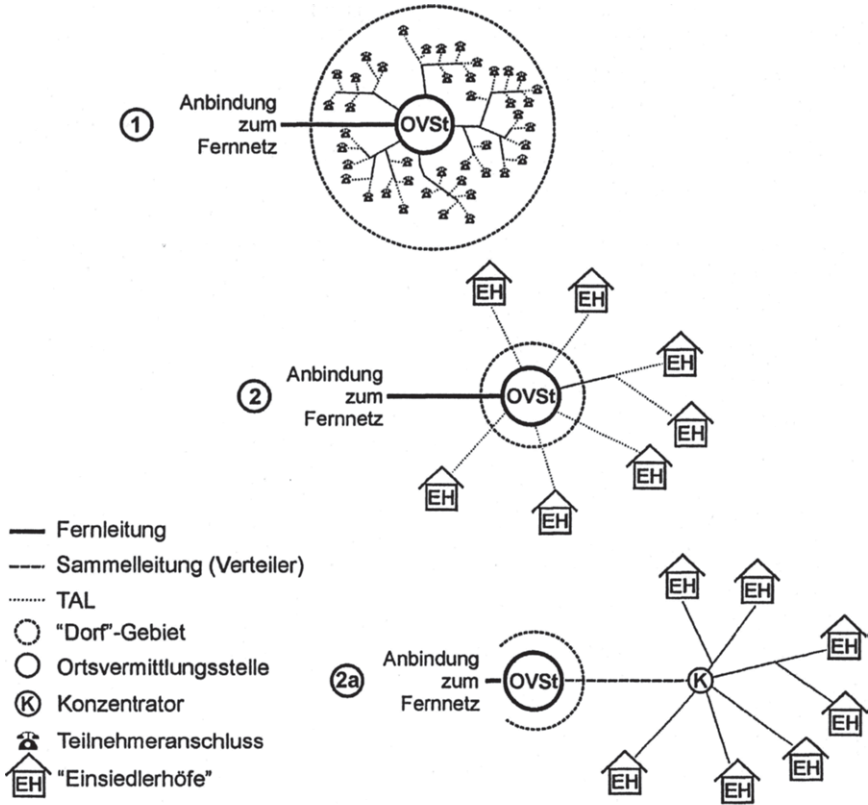 1
Anbindung
zum
Fernnetz
OVSt
2
Anbindung
zum
Fernnetz
OVSt
EH
EH
EH
EH
EH
EH
EH
Fernleitung
Sammelleitung (Verteiler)
TAL
"Dorf"-Gebiet
Ortsvermittlungsstelle
K Konzentrator
Teilnehmeranschluss
EH "Einsiedlerhöfe"
2a
Anbindung
zum
Fernnetz
OVSt
K
EH
EH
EH
EH
EH
EH
EH